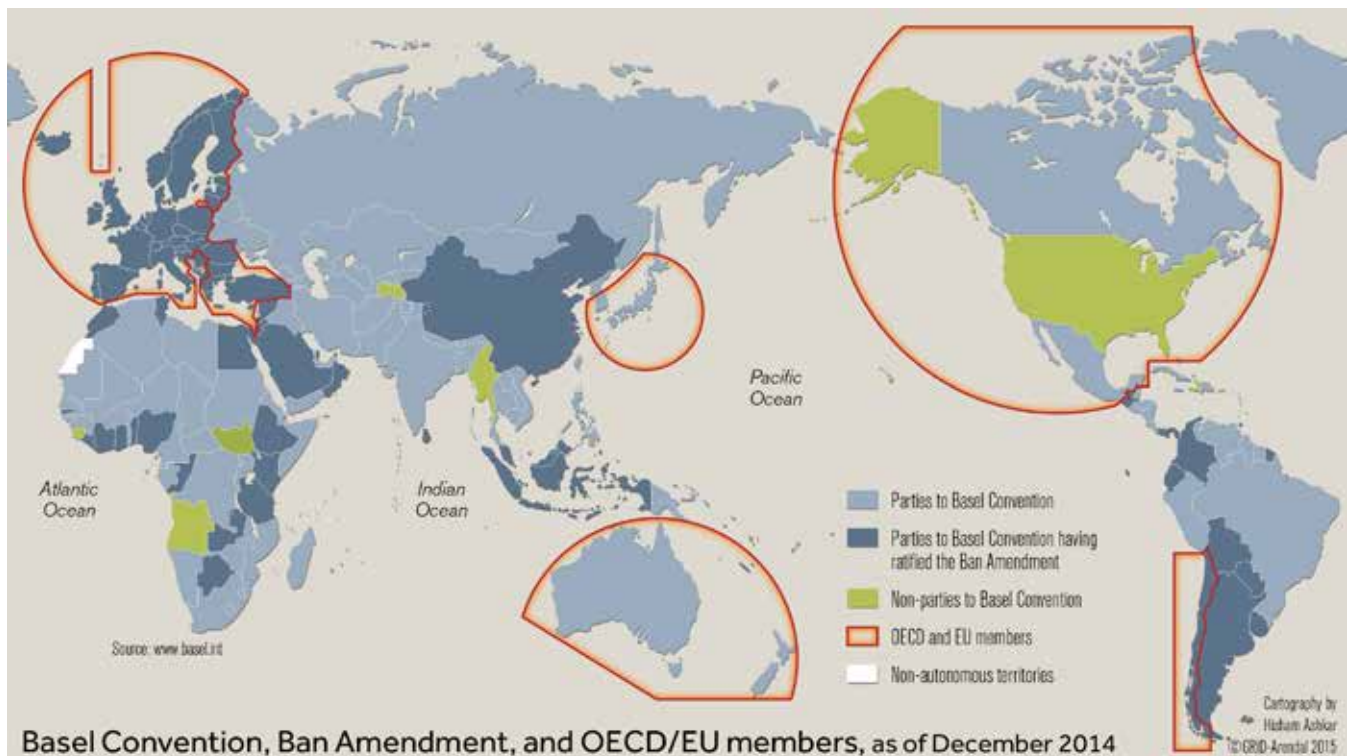 Pacific
Ocean
Atlantic
Ocean
Indian
Ocean
Parties to Basel Convention
Parties to Basel Convention having
ratified the Ban Amendment
Non-parties to Basel Convention
OECD and EU members
Non-autonomous territories
Source: www.basel.int
Cartography by
Hisham Ashkar
©GRID-Arendal 2015
Basel Convention, Ban Amendment, and OECD/EU members, as of December 2014